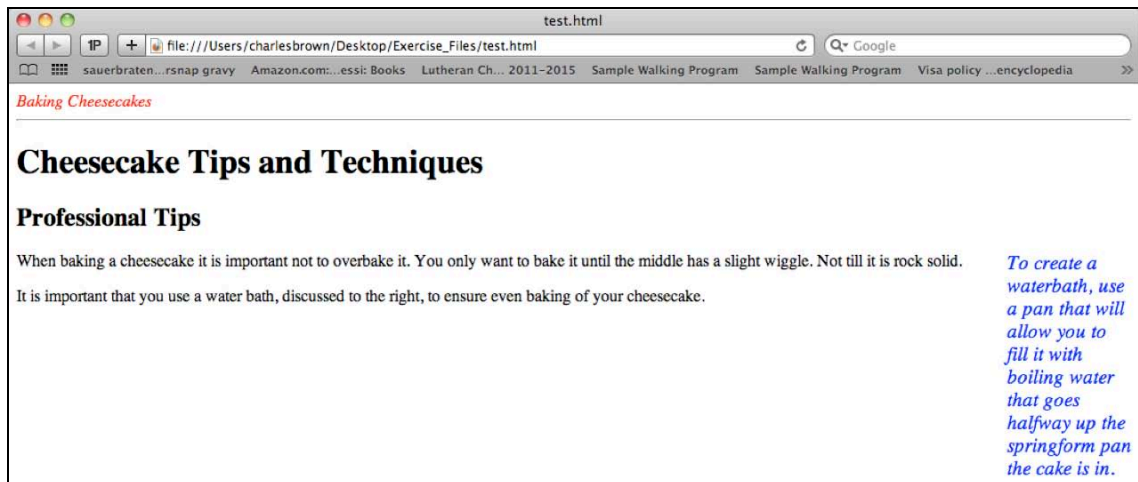 test.html
1P + file:///Users/charlesbrown/Desktop/Exercise_Files/test.html Google
sauerbraten...rsnap gravy Amazon.com:...essi: Books Lutheran Ch... 2011-2015 Sample Walking Program Sample Walking Program Visa policy ...encyclopedia >>
Baking Cheesecakes
Cheesecake Tips and Techniques
Professional Tips
When baking a cheesecake it is important not to overbake it. You only want to bake it until the middle has a slight wiggle. Not till it is rock solid.
It is important that you use a water bath, discussed to the right, to ensure even baking of your cheesecake.
To create a
waterbath, use
a pan that will
allow you to
fill it with
boiling water
that goes
halfway up the
springform pan
the cake is in.